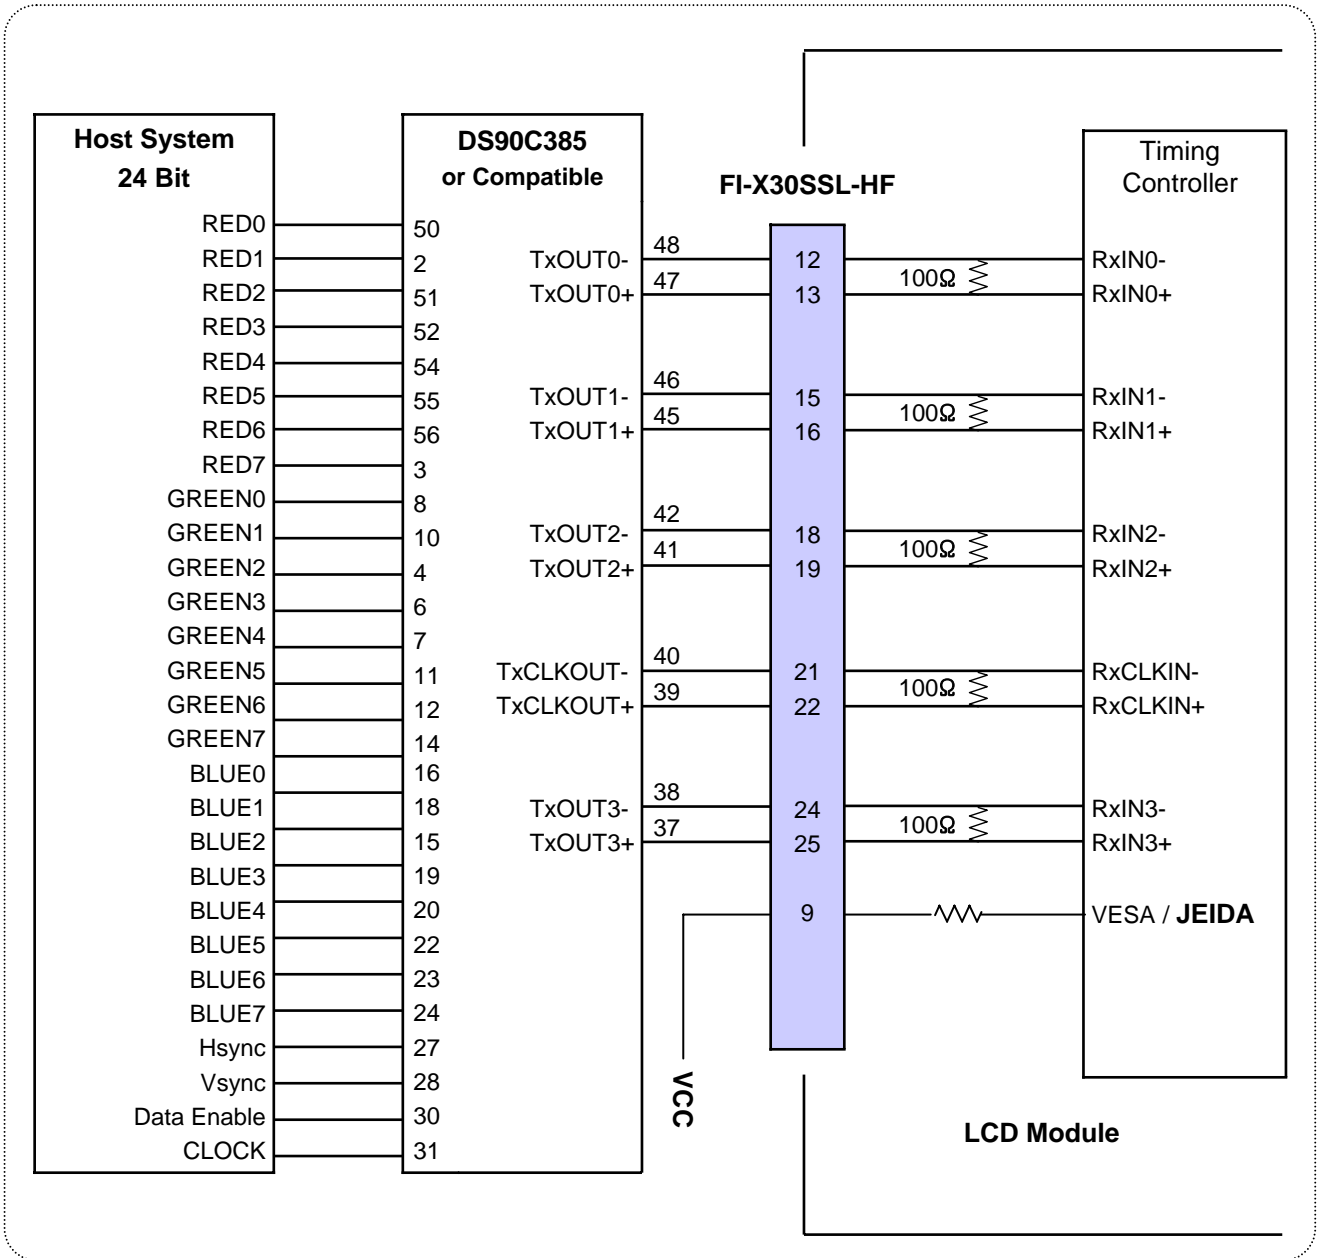 Host System
24 Bit
RED0
RED1
RED2
RED3
RED4
RED5
RED6
RED7
GREEN0
GREEN1
GREEN2
GREEN3
GREEN4
GREEN5
GREEN6
GREEN7
BLUE0
BLUE1
BLUE2
BLUE3
BLUE4
BLUE5
BLUE6
BLUE7
Hsync
Vsync
Data Enable
CLOCK
DS90C385
or Compatible
50
2
51
52
54
55
56
3
8
10
4
6
7
11
12
14
16
18
15
19
20
22
23
24
27
28
30
31
TxOUT0-
TxOUT0+
TxOUT1-
TxOUT1+
TxOUT2-
TxOUT2+
TxCLKOUT-
TxCLKOUT+
TxOUT3-
TxOUT3+
48
47
46
45
42
41
40
39
38
37
VCC
FI-X30SSL-HF
12
13
15
16
18
19
21
22
24
25
9
100Ω
100Ω
100Ω
100Ω
100Ω
Timing
Controller
RxIN0-
RxIN0+
RxIN1-
RxIN1+
RxIN2-
RxIN2+
RxCLKIN-
RxCLKIN+
RxIN3-
RxIN3+
VESA / JEIDA
LCD Module